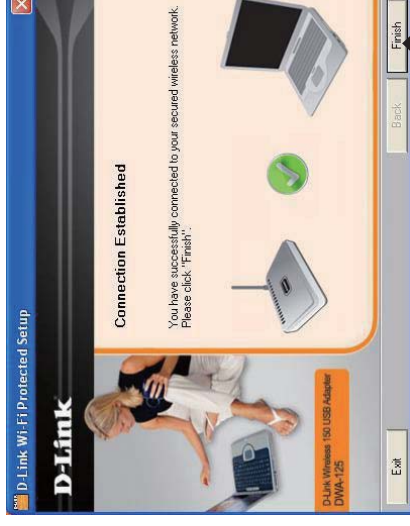 D-Link Wi-Fi Protected Setup
D-Link
Connection Established
You have successfully connected to your secured wireless network.
Please click "Finish".
D-Link Wireless 150 USB Adapter
DWA-125
Exit
Back
Finish